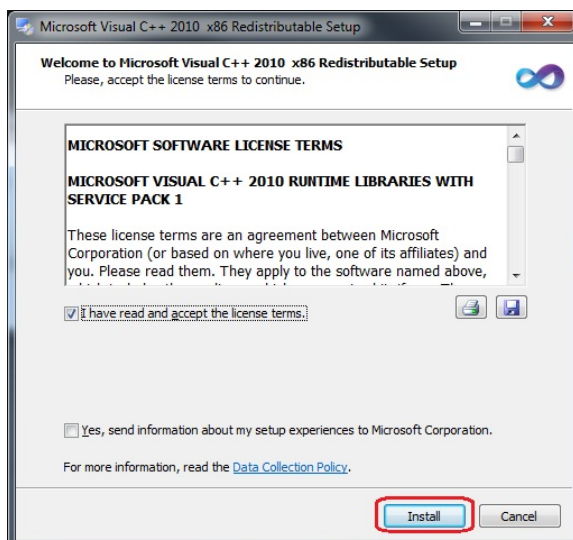 Microsoft Visual C++ 2010  x86 Redistributable Setup
Welcome to Microsoft Visual C++ 2010  x86 Redistributable Setup
Please, accept the license terms to continue.
MICROSOFT SOFTWARE LICENSE TERMS
MICROSOFT VISUAL C++ 2010 RUNTIME LIBRARIES WITH
SERVICE PACK 1
These license terms are an agreement between Microsoft
Corporation (or based on where you live, one of its affiliates) and
you. Please read them. They apply to the software named above,
I have read and accept the license terms.
Yes, send information about my setup experiences to Microsoft Corporation.
For more information, read the Data Collection Policy.
Install
Cancel